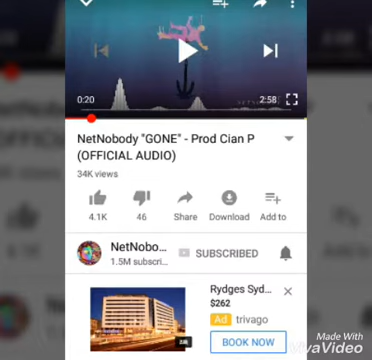 0:20
2:58
NetNobody "GONE" - Prod Cian P
(OFFICIAL AUDIO)
34K views
4.1K
46
Share
Download
Add to
NetNobo...
SUBSCRIBED
1.5M subscri...
Rydges Syd...
$262
Ad trivago
BOOK NOW
Made With
VivaVideo